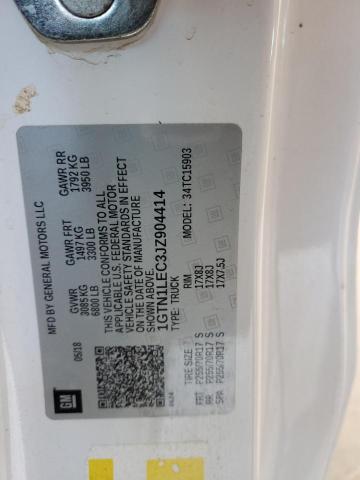 MFD BY GENERAL MOTORS LLC
05/18
GVWR
3085 KG
6800 LB
GAWR FRT
1497 KG
3300 LB
GAWR RR
1792 KG
3950 LB
THIS VEHICLE CONFORMS TO ALL
APPLICABLE U.S. FEDERAL MOTOR
VEHICLE SAFETY STANDARDS IN EFFECT
ON THE DATE OF MANUFACTURE
SHOWN ABOVE.
1GTN1LEC3JZ904414
TYPE: TRUCK
MODEL: 34TC15903
GM
TIRE SIZE
RIM
FRT P255/70R17 S 17X8J
RR P255/70R17 S 17X8J
SPA P255/70R17 S 17X7.5J